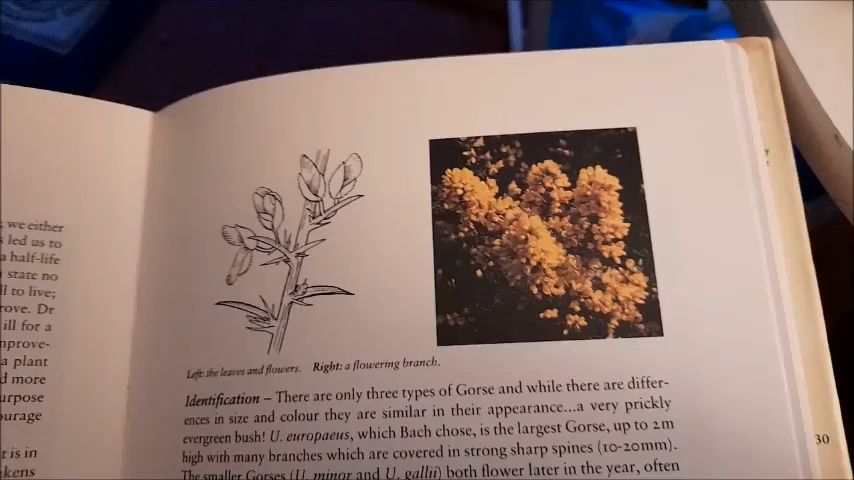 ; we either
led us to
a half-life
state no
ll to live;
rove. Dr
ill for a
mprove-
a plant
d more
urpose
ourage
t is in
kens
Left: the leaves and flowers. Right: a flowering branch.
Identification – There are only three types of Gorse and while there are differ-
ences in size and colour they are similar in their appearance...a very prickly
evergreen bush! U. europaeus, which Bach chose, is the largest Gorse, up to 2m
high with many branches which are covered in strong sharp spines (10-20mm).
The smaller Gorses (U. minor and U. gallii) both flower later in the year, often
y
30